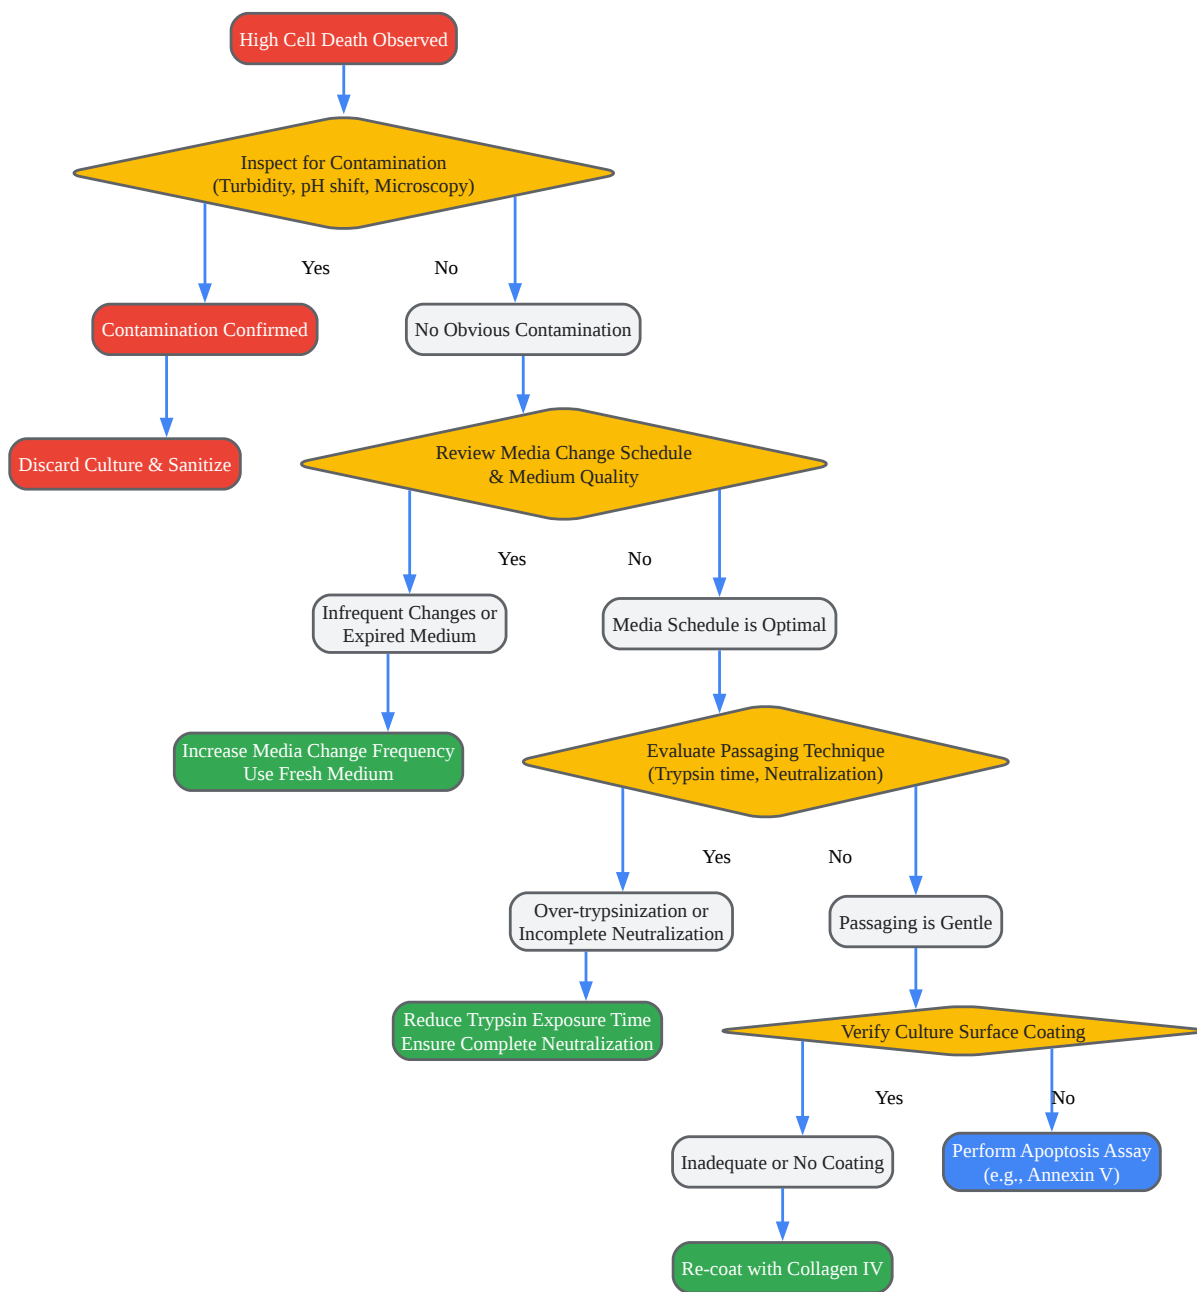 High Cell Death Observed
Inspect for Contamination
(Turbidity, pH shift, Microscopy)
Yes
No
Contamination Confirmed
No Obvious Contamination
Discard Culture & Sanitize
Review Media Change Schedule
& Medium Quality
Yes
No
Infrequent Changes or
Expired Medium
Media Schedule is Optimal
Increase Media Change Frequency
Use Fresh Medium
Evaluate Passaging Technique
(Trypsin time, Neutralization)
Yes
No
Over-trypsinization or
Incomplete Neutralization
Passaging is Gentle
Reduce Trypsin Exposure Time
Ensure Complete Neutralization
Verify Culture Surface Coating
Yes
No
Inadequate or No Coating
Perform Apoptosis Assay
(e.g., Annexin V)
Re-coat with Collagen IV